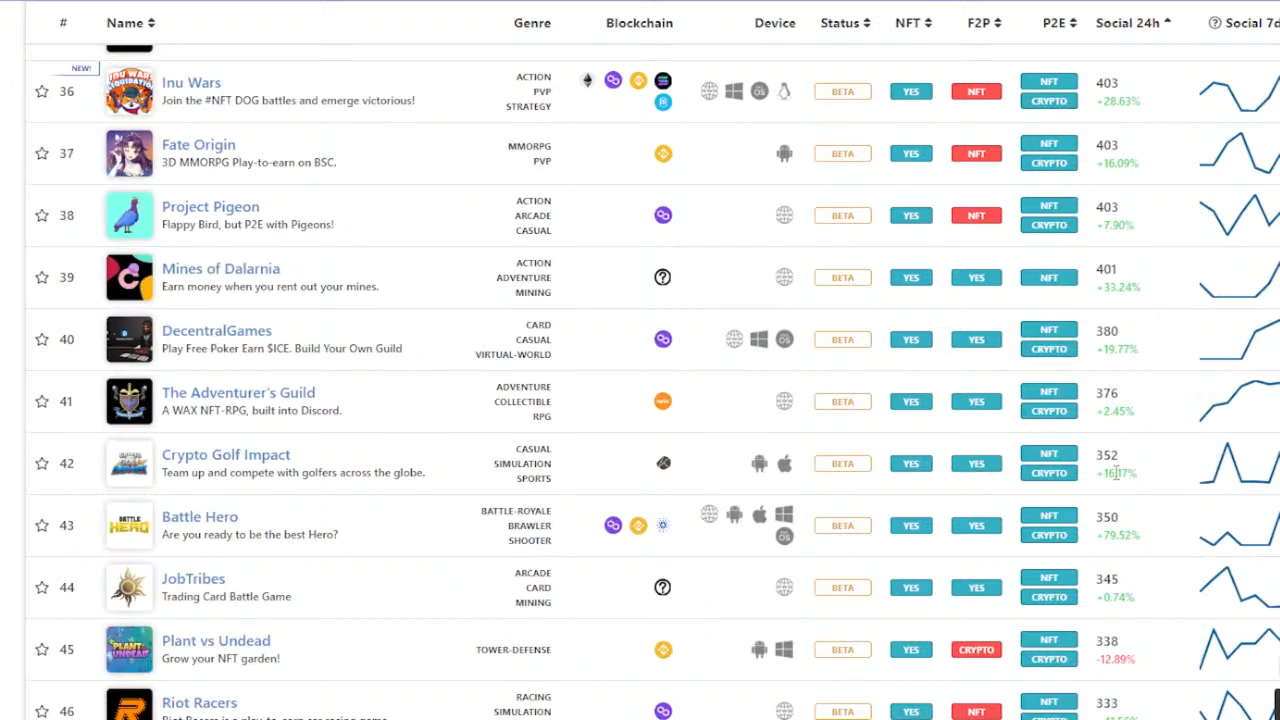 # Name Genre Blockchain Device Status NFT F2P P2E Social 24h Social 7d
NEW!
36 Inu Wars
Join the #NFT DOG battles and emerge victorious!
ACTION
PVP
STRATEGY
BETA YES NFT
NFT
CRYPTO
403
+28.63%
37 Fate Origin
3D MMORPG Play-to-earn on BSC.
MMORPG
PVP
BETA YES NFT
NFT
CRYPTO
403
+16.09%
38 Project Pigeon
Flappy Bird, but P2E with Pigeons!
ACTION
ARCADE
CASUAL
BETA YES NFT
NFT
CRYPTO
403
+7.90%
39 Mines of Dalarnia
Earn money when you rent out your mines.
ACTION
ADVENTURE
MINING
BETA YES YES NFT
401
+33.24%
40 DecentralGames
Play Free Poker Earn $ICE. Build Your Own Guild
CARD
CASUAL
VIRTUAL-WORLD
BETA YES YES
NFT
CRYPTO
380
+19.77%
41 The Adventurer's Guild
A WAX NFT-RPG, built into Discord.
ADVENTURE
COLLECTIBLE
RPG
BETA YES YES
NFT
CRYPTO
376
+2.45%
42 Crypto Golf Impact
Team up and compete with golfers across the globe.
CASUAL
SIMULATION
SPORTS
BETA YES YES
NFT
CRYPTO
352
+16.17%
43 Battle Hero
Are you ready to be the best Hero?
BATTLE HERO
BATTLE-ROYALE
BRAWLER
SHOOTER
BETA YES YES
NFT
CRYPTO
350
+79.52%
44 JobTribes
Trading Card Battle Game
ARCADE
CARD
MINING
BETA YES YES
NFT
CRYPTO
345
+0.74%
45 Plant vs Undead
Grow your NFT garden!
TOWER-DEFENSE
BETA YES CRYPTO
NFT
CRYPTO
338
-12.89%
46 Riot Racers
RACING
SIMULATION
BETA YES NFT
NFT
333